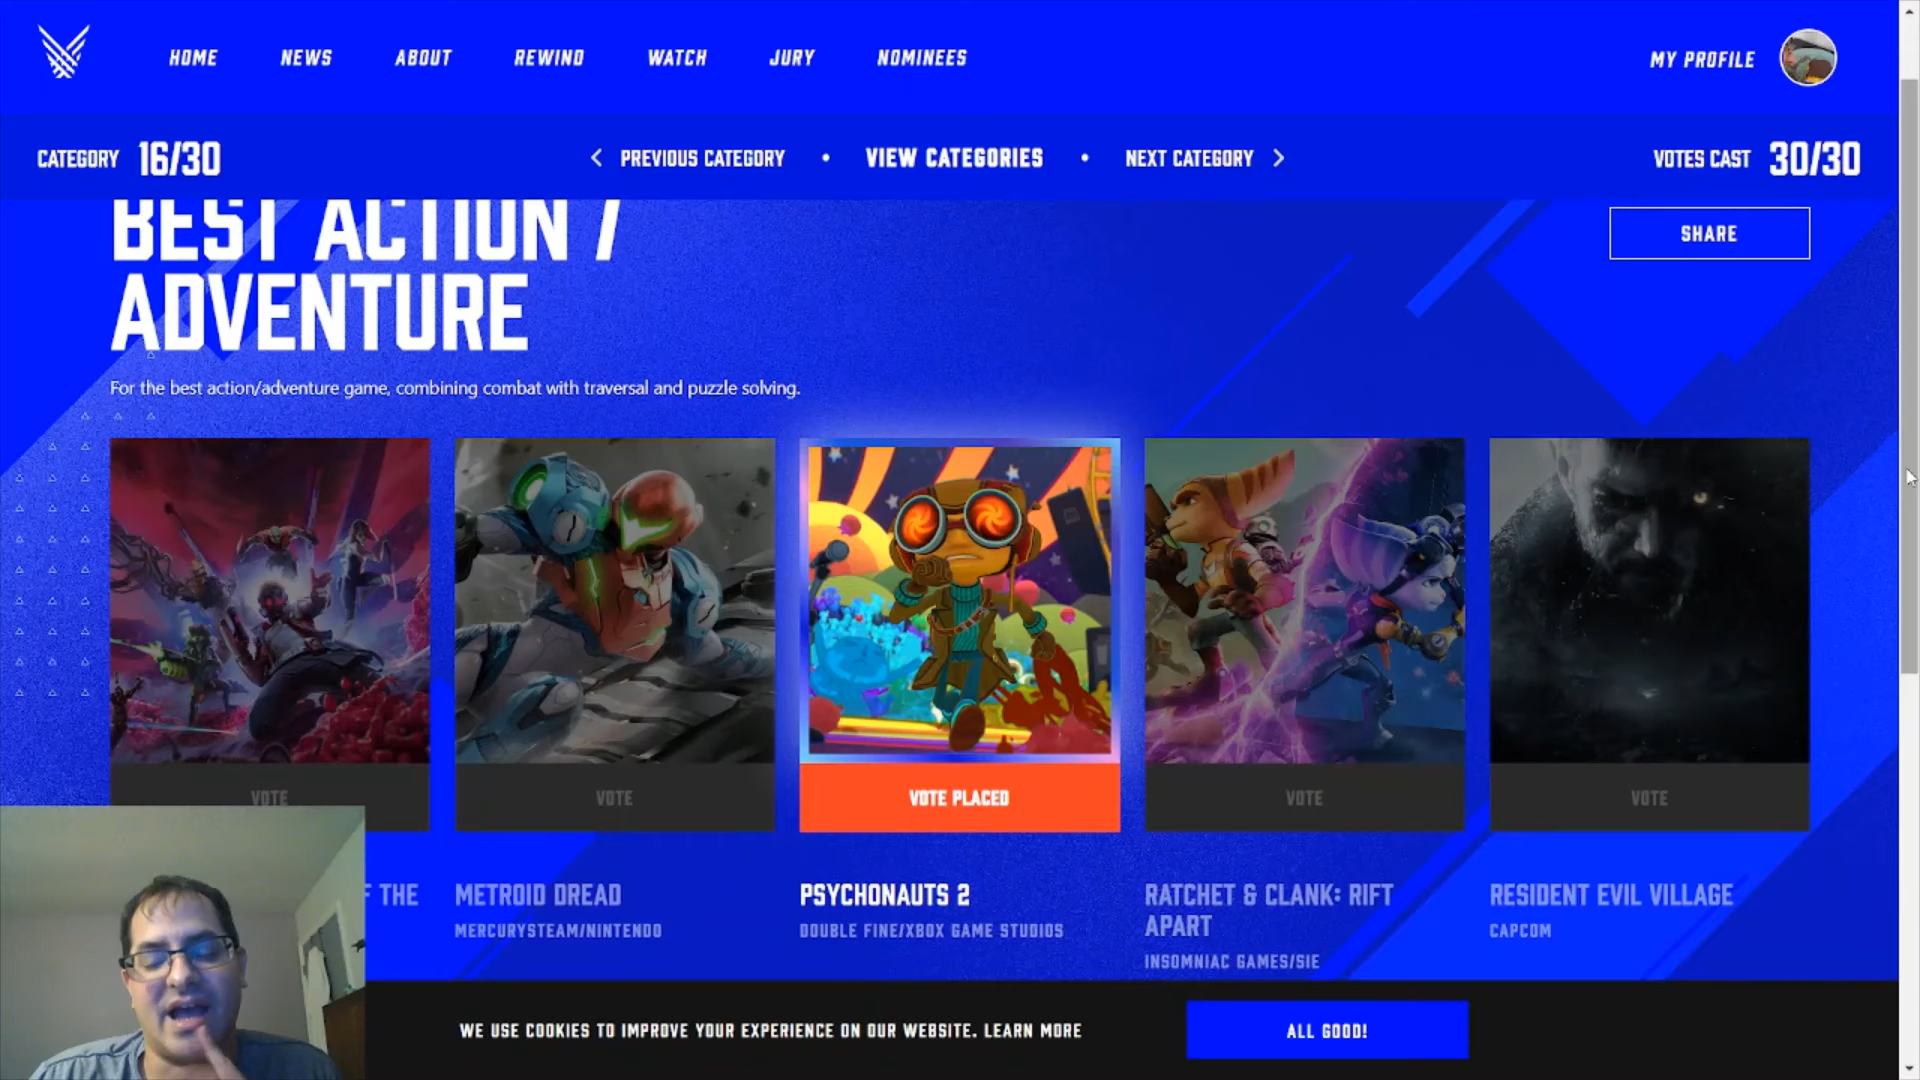 HOME NEWS ABOUT REWIND WATCH JURY NOMINEES MY PROFILE
CATEGORY 16/30 PREVIOUS CATEGORY • VIEW CATEGORIES • NEXT CATEGORY VOTES CAST 30/30
BEST ACTION /
ADVENTURE
SHARE
For the best action/adventure game, combining combat with traversal and puzzle solving.
VOTE VOTE VOTE PLACED VOTE VOTE
THE
METROID DREAD
MERCURYSTEAM/NINTENDO
PSYCHONAUTS 2
DOUBLE FINE/XBOX GAME STUDIOS
RATCHET & CLANK: RIFT
APART
INSOMNIAC GAMES/SIE
RESIDENT EVIL VILLAGE
CAPCOM
WE USE COOKIES TO IMPROVE YOUR EXPERIENCE ON OUR WEBSITE. LEARN MORE
ALL GOOD!